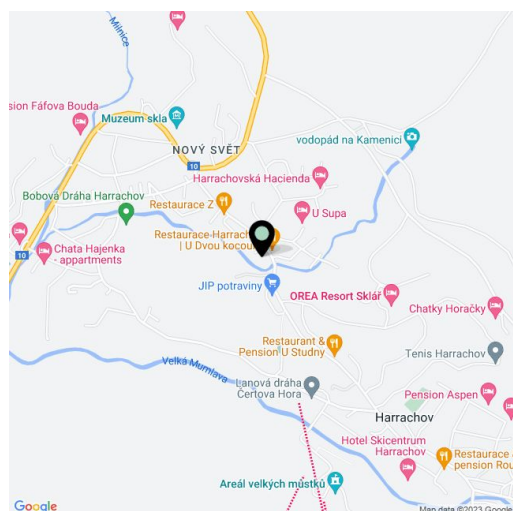 Milnice
sion Fáfova Bouda
Muzeum skla
NOVÝ SVĚT
vodopád na Kamenici
10
Harrachovská Hacienda
Bobová Dráha Harrachov
Restaurace Z
U Supa
Restaurace-Harrach
| U Dvou kocou
10
Chata Hajenka
- appartments
JIP potraviny
OREA Resort Sklář
Chatky Horačky
Restaurant &
Pension U Studny
Tenis Harrachov
Velká Mumlava
Lanová dráha
Čertova Hora
Pension Aspen
Harrachov
Hotel Skicentrum
Harrachov
Restaurace &
pension Rou
Areál velkých můstků
Google
Map data ©2023 Google